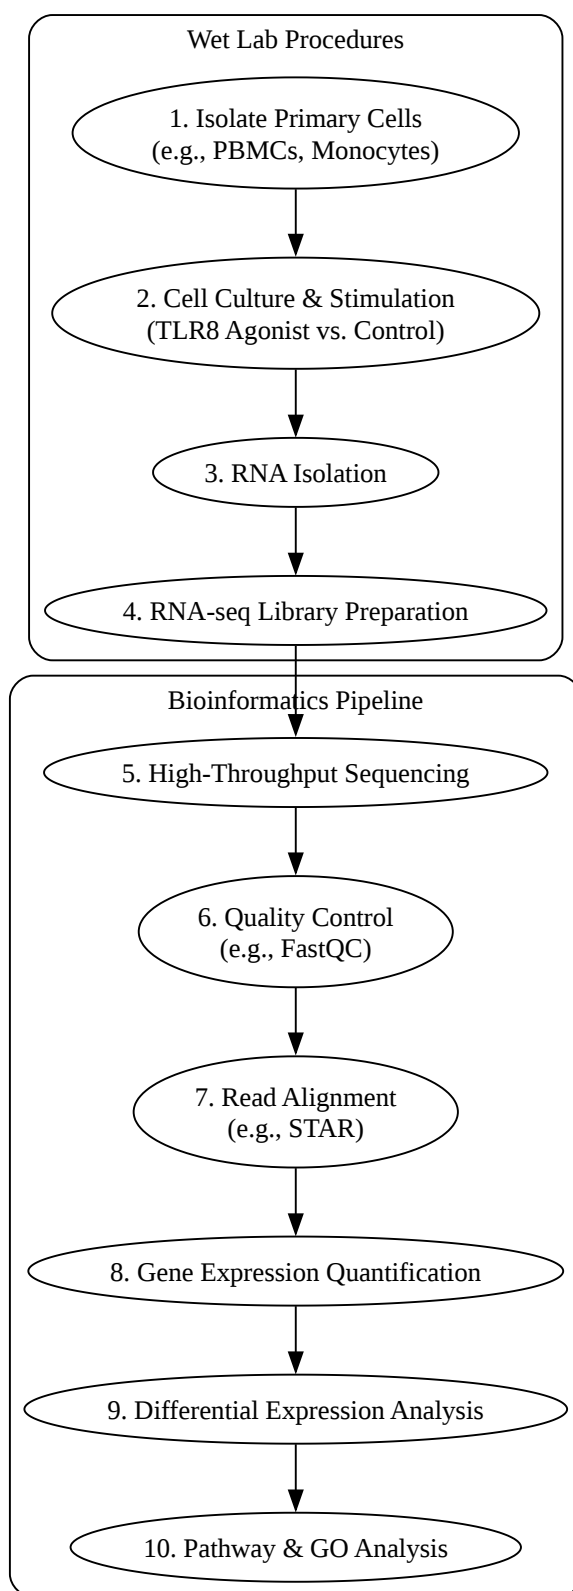 Wet Lab Procedures
1. Isolate Primary Cells
(e.g., PBMCs, Monocytes)
2. Cell Culture & Stimulation
(TLR8 Agonist vs. Control)
3. RNA Isolation
4. RNA-seq Library Preparation
Bioinformatics Pipeline
5. High-Throughput Sequencing
6. Quality Control
(e.g., FastQC)
7. Read Alignment
(e.g., STAR)
8. Gene Expression Quantification
9. Differential Expression Analysis
10. Pathway & GO Analysis